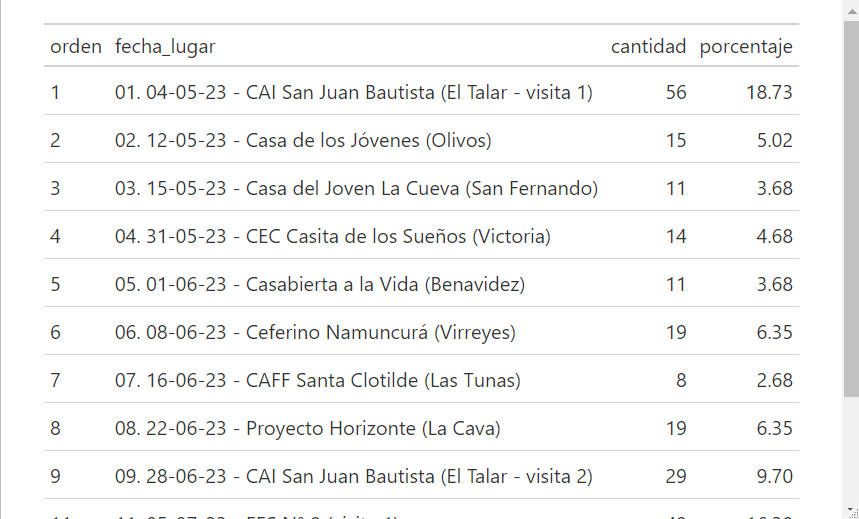 orden fecha_lugar cantidad porcentaje
1 01. 04-05-23 - CAI San Juan Bautista (El Talar - visita 1) 56 18.73
2 02. 12-05-23 - Casa de los Jóvenes (Olivos) 15 5.02
3 03. 15-05-23 - Casa del Joven La Cueva (San Fernando) 11 3.68
4 04. 31-05-23 - CEC Casita de los Sueños (Victoria) 14 4.68
5 05. 01-06-23 - Casabierta a la Vida (Benavidez) 11 3.68
6 06. 08-06-23 - Ceferino Namuncurá (Virreyes) 19 6.35
7 07. 16-06-23 - CAFF Santa Clotilde (Las Tunas) 8 2.68
8 08. 22-06-23 - Proyecto Horizonte (La Cava) 19 6.35
9 09. 28-06-23 - CAI San Juan Bautista (El Talar - visita 2) 29 9.70